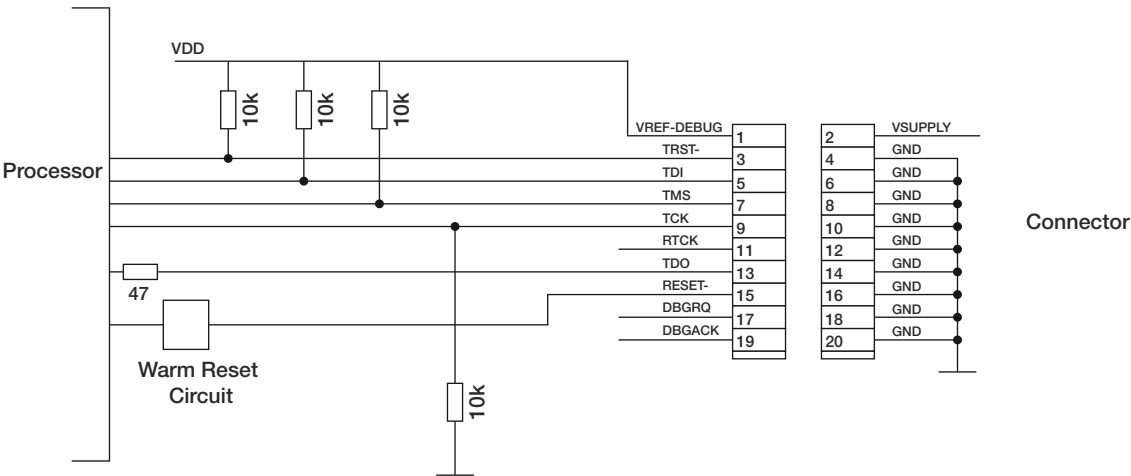 VDD
10k
10k
10k
Processor
VREF-DEBUG
1
TRST-
3
TDI
5
TMS
7
TCK
9
RTCK
11
TDO
13
RESET-
15
DBGRQ
17
DBGACK
19
2
VSUPPLY
4
GND
6
GND
8
GND
10
GND
12
GND
14
GND
16
GND
18
GND
20
GND
Connector
47
Warm Reset
Circuit
10k